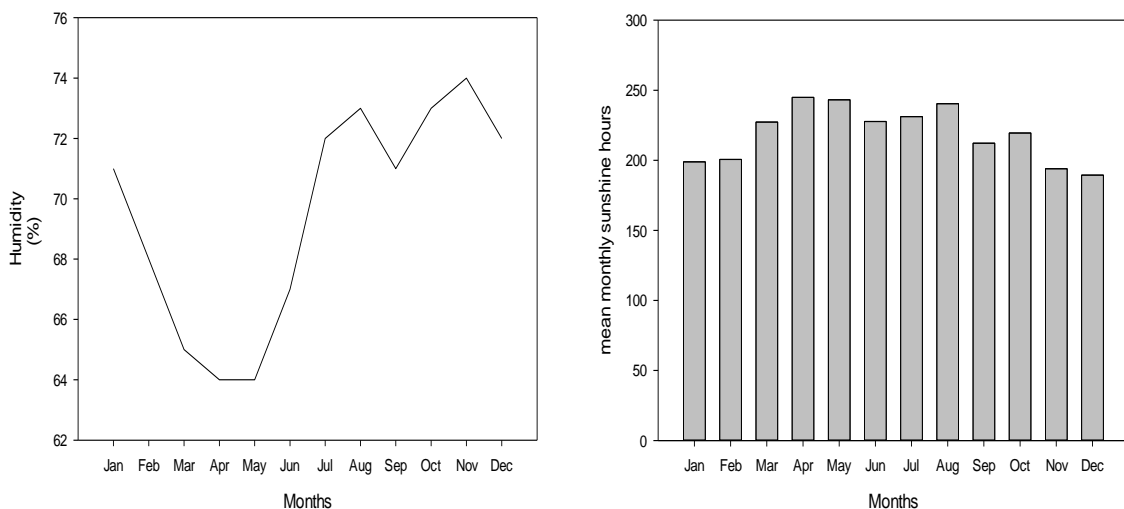 Humidity
(%)
76
74
72
70
68
66
64
62
Jan Feb Mar Apr May Jun Jul Aug Sep Oct Nov Dec
Months
mean monthly sunshine hours
300
250
200
150
100
50
0
Jan Feb Mar Apr May Jun Jul Aug Sep Oct Nov Dec
Months